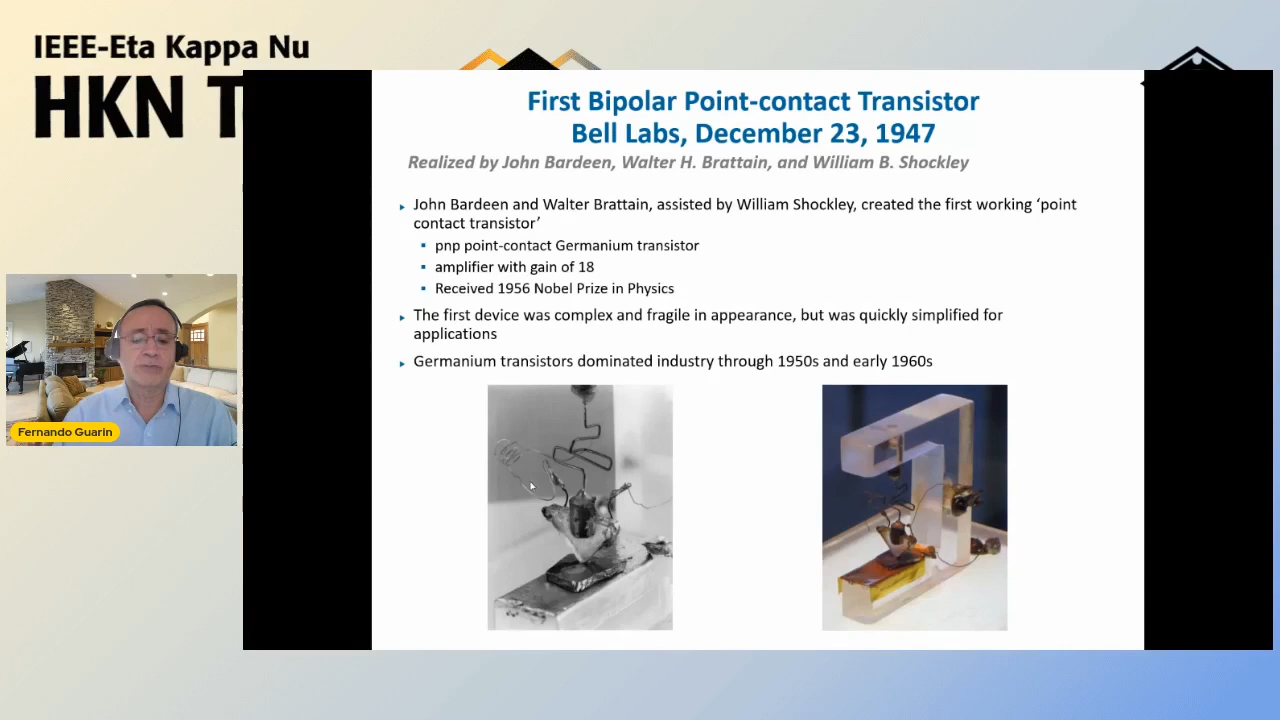 IEEE-Eta Kappa Nu
HKN T
First Bipolar Point-contact Transistor
Bell Labs, December 23, 1947
Realized by John Bardeen, Walter H. Brattain, and William B. Shockley
John Bardeen and Walter Brattain, assisted by William Shockley, created the first working ‘point
contact transistor’
pnp point-contact Germanium transistor
amplifier with gain of 18
Received 1956 Nobel Prize in Physics
The first device was complex and fragile in appearance, but was quickly simplified for
applications
Germanium transistors dominated industry through 1950s and early 1960s
Fernando Guarin